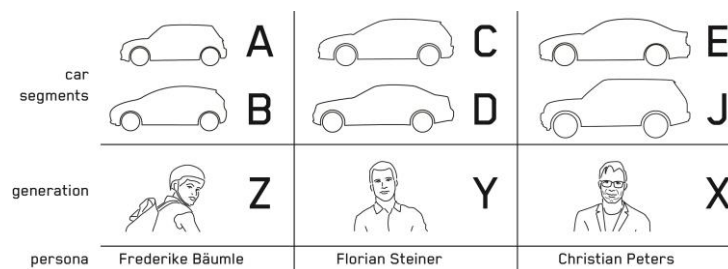 A
C
E
car
segments
B
D
J
generation
Z
Y
X
persona
Frederike Bäumle
Florian Steiner
Christian Peters